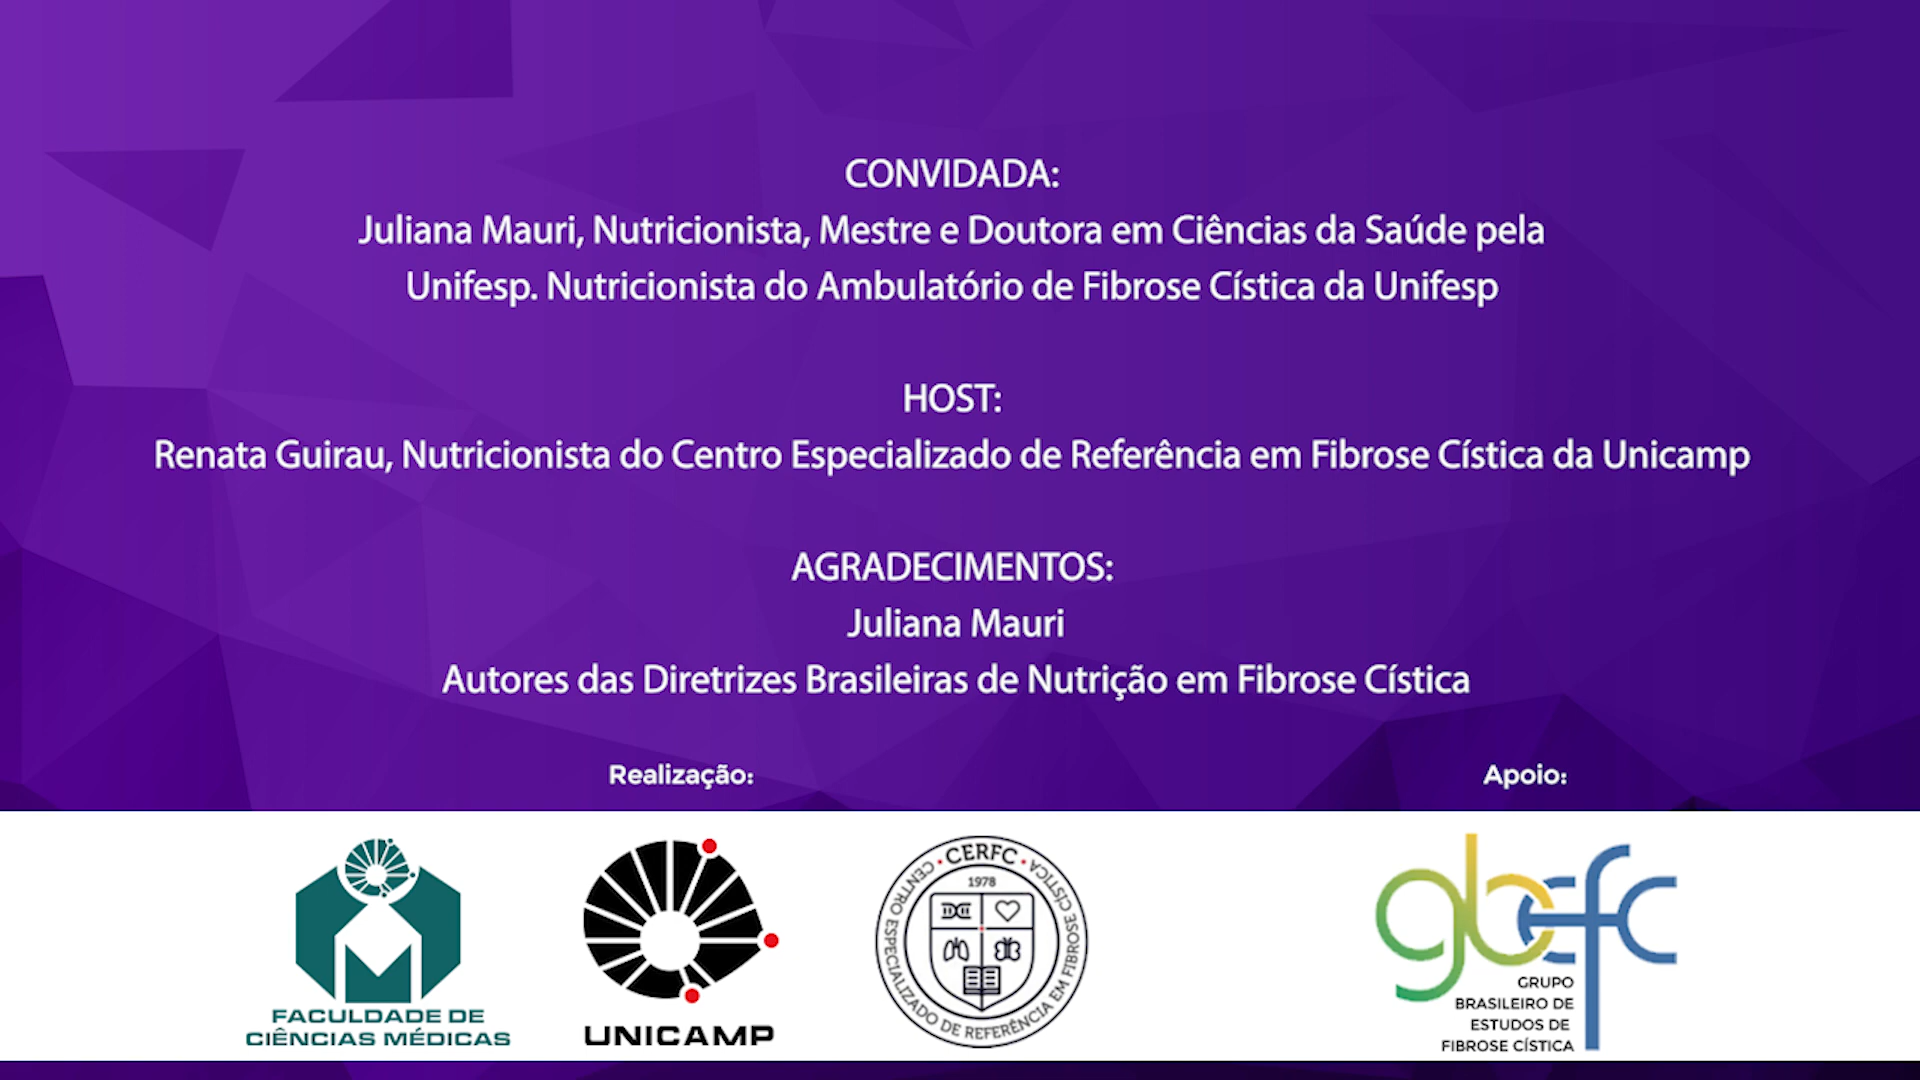 CONVIDADA:
Juliana Mauri, Nutricionista, Mestre e Doutora em Ciências da Saúde pela
Unifesp. Nutricionista do Ambulatório de Fibrose Cística da Unifesp
HOST:
Renata Guirau, Nutricionista do Centro Especializado de Referência em Fibrose Cística da Unicamp
AGRADECIMENTOS:
Juliana Mauri
Autores das Diretrizes Brasileiras de Nutrição em Fibrose Cística
Realização:
Apoio:
FACULDADE DE
CIÊNCIAS MÉDICAS
UNICAMP
CERFC
1978
CENTRO ESPECIALIZADO DE REFERÊNCIA EM FIBROSE CÍSTICA
gbefc
GRUPO
BRASILEIRO DE
ESTUDOS DE
FIBROSE CÍSTICA